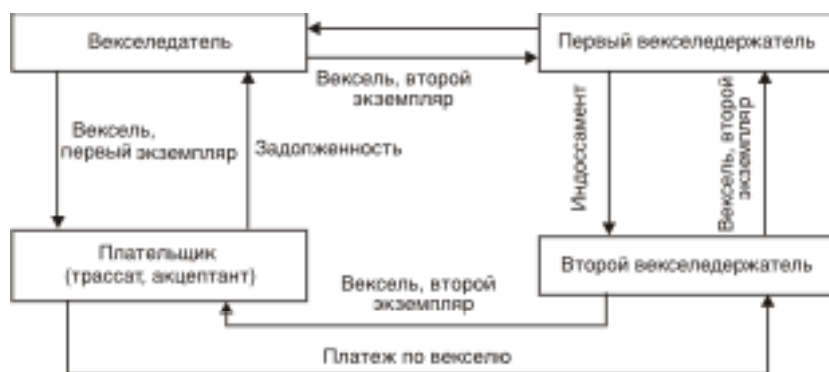 Векселедатель
Первый векселедержатель
Вексель, второй
экземпляр
Вексель,
первый экземпляр
Задолженность
Индоссамент
Вексель, второй
экземпляр
Плательщик
(трассат, акцептант)
Второй векселедержатель
Вексель, второй
экземпляр
Платеж по векселю